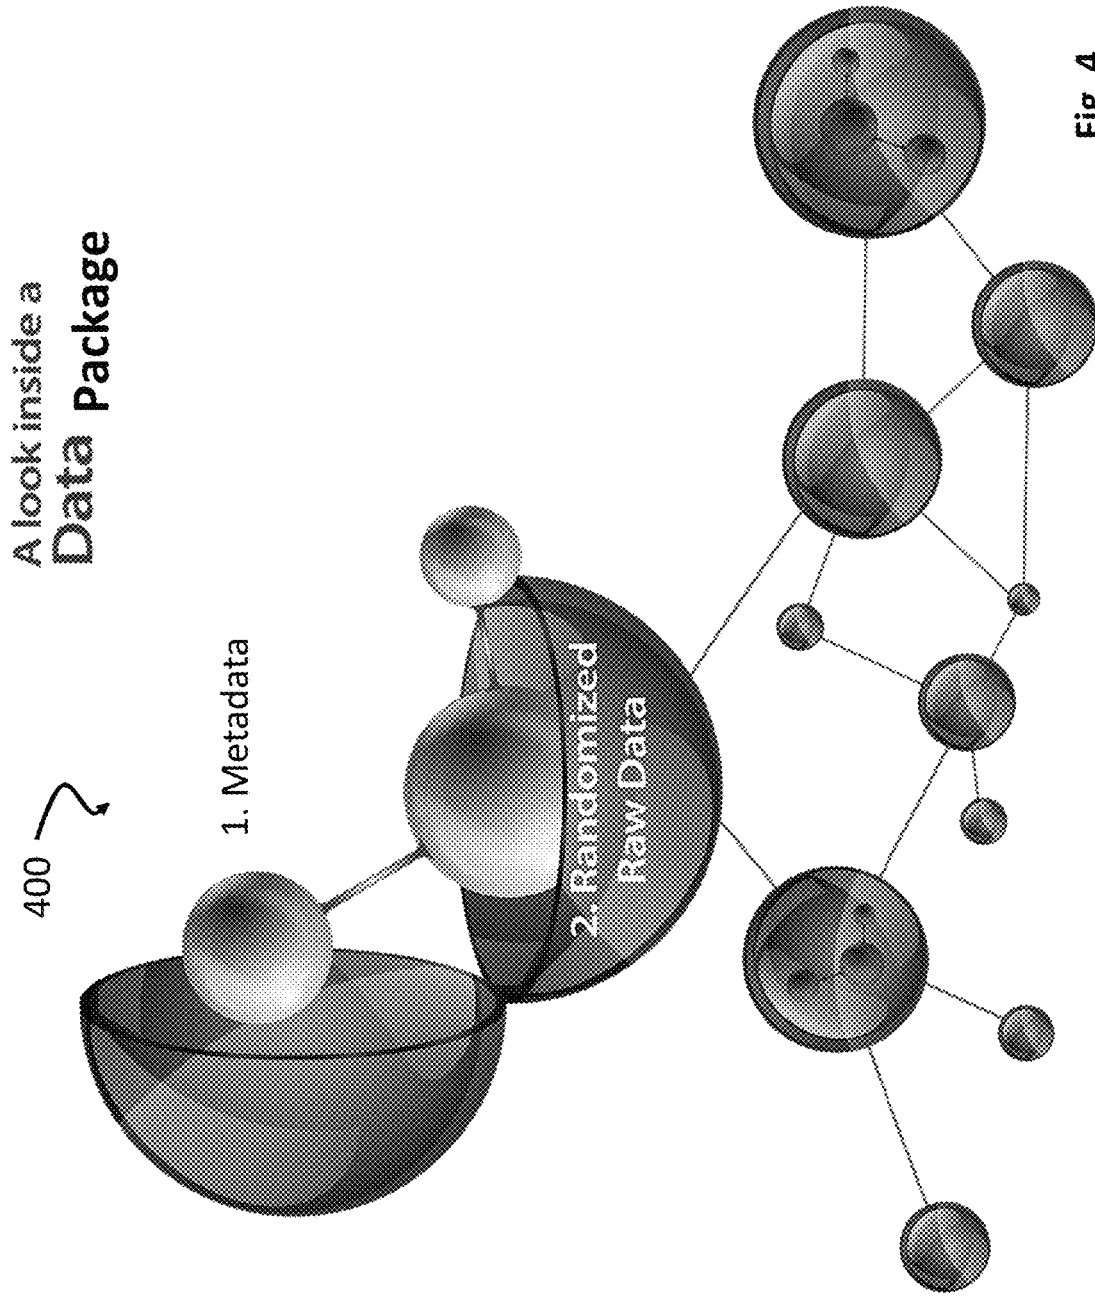 A look inside a
Data Package
400
1. Metadata
2. Randomized
Raw Data
Fig. 4